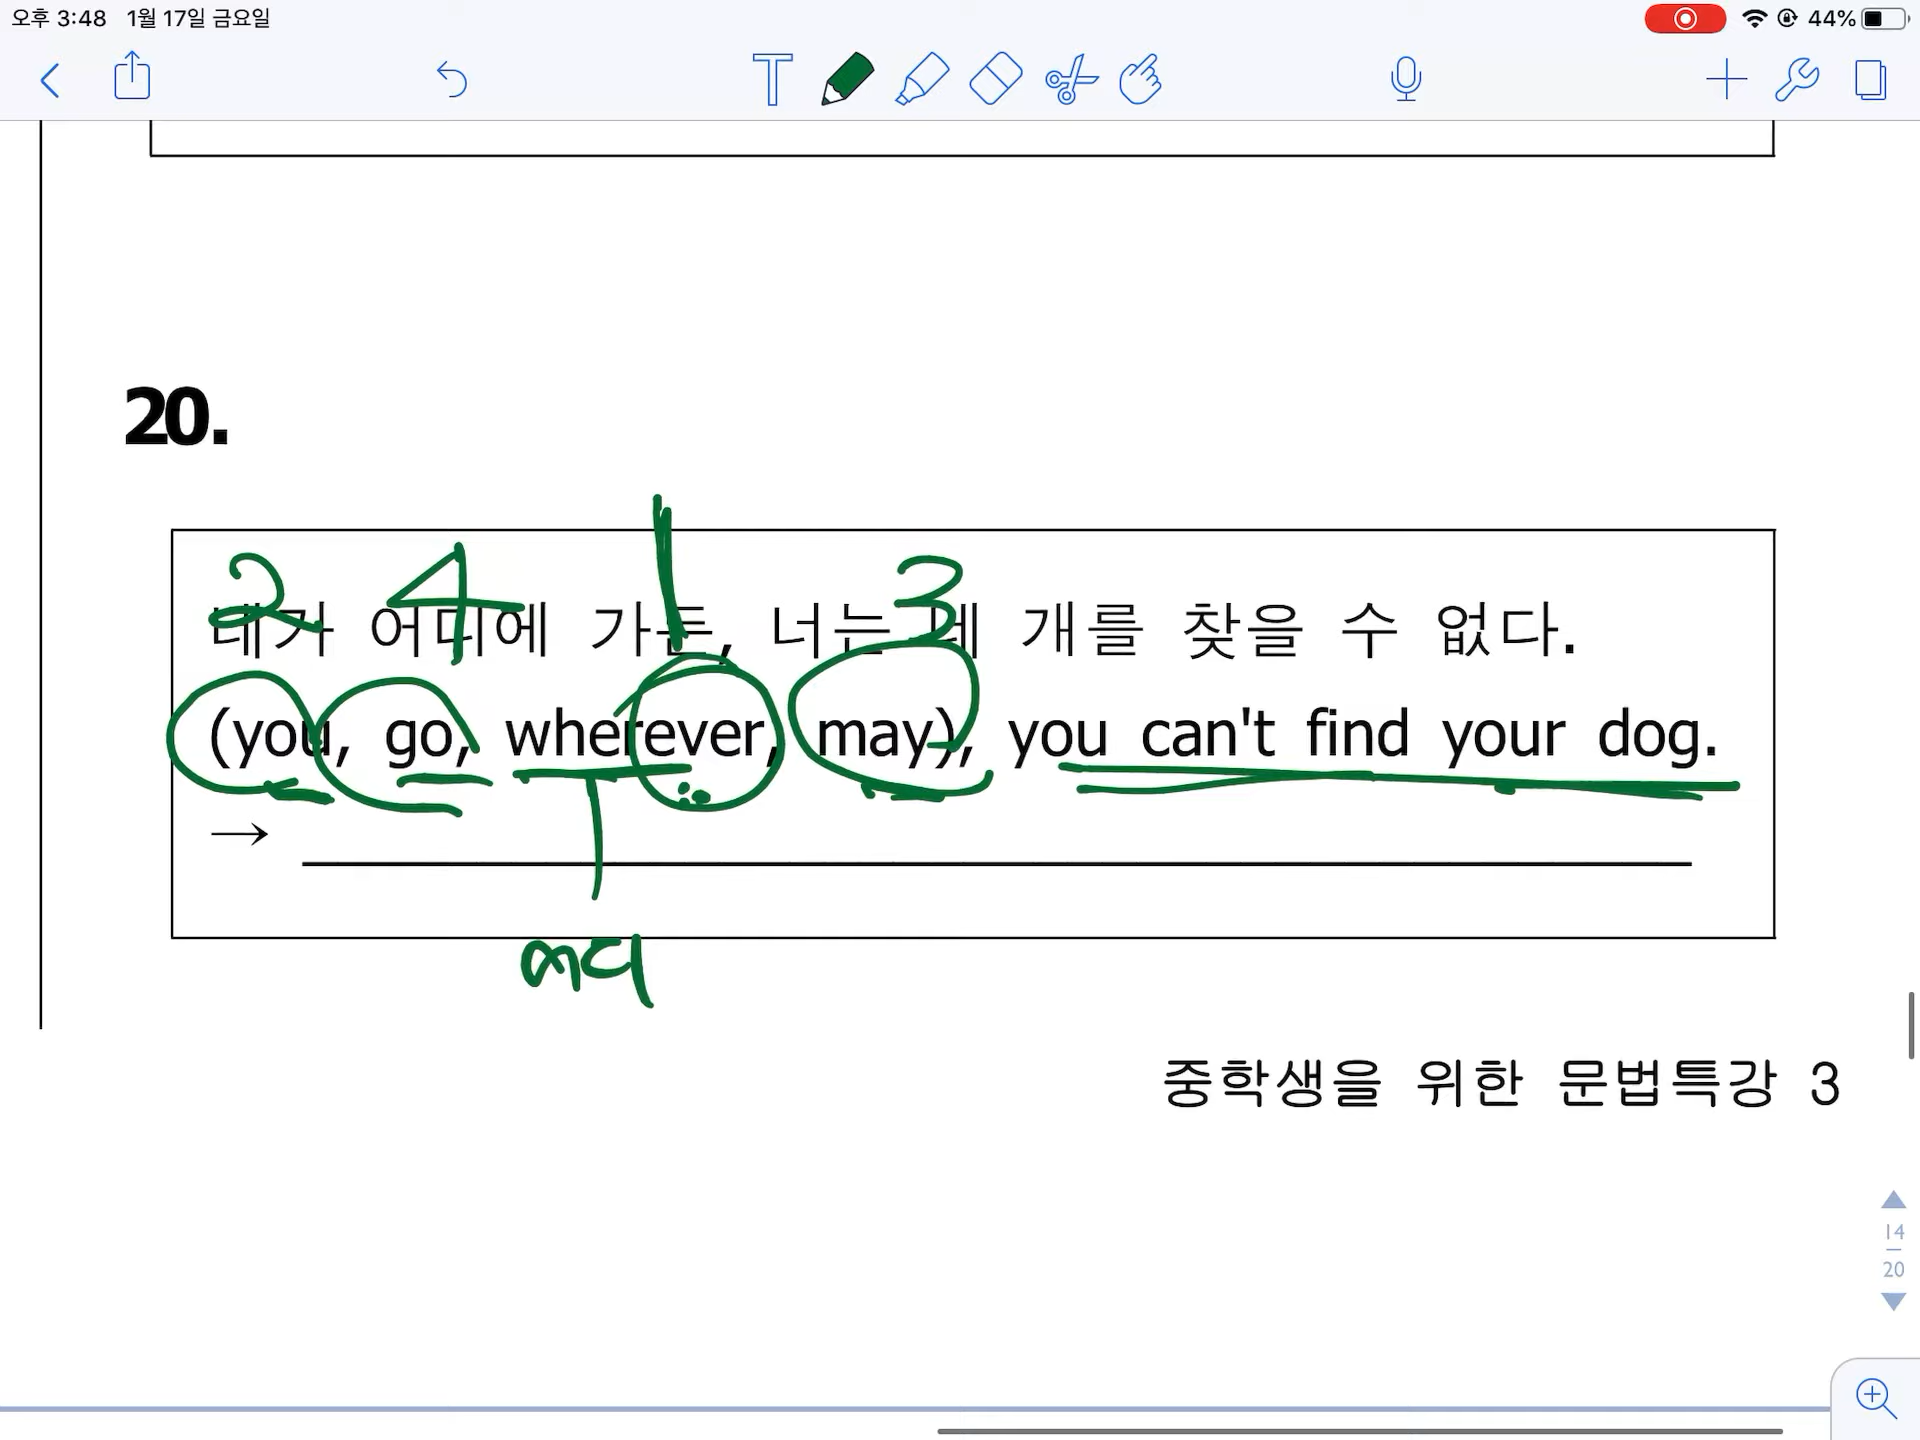 오후 3:48 1월 17일 금요일 44%
20.
2 4 1 3
네가 어디에 가든, 너는 네 개를 찾을 수 없다.
(you, go, wherever, may), you can't find your dog.
→
어디
중학생을 위한 문법특강 3
14
20